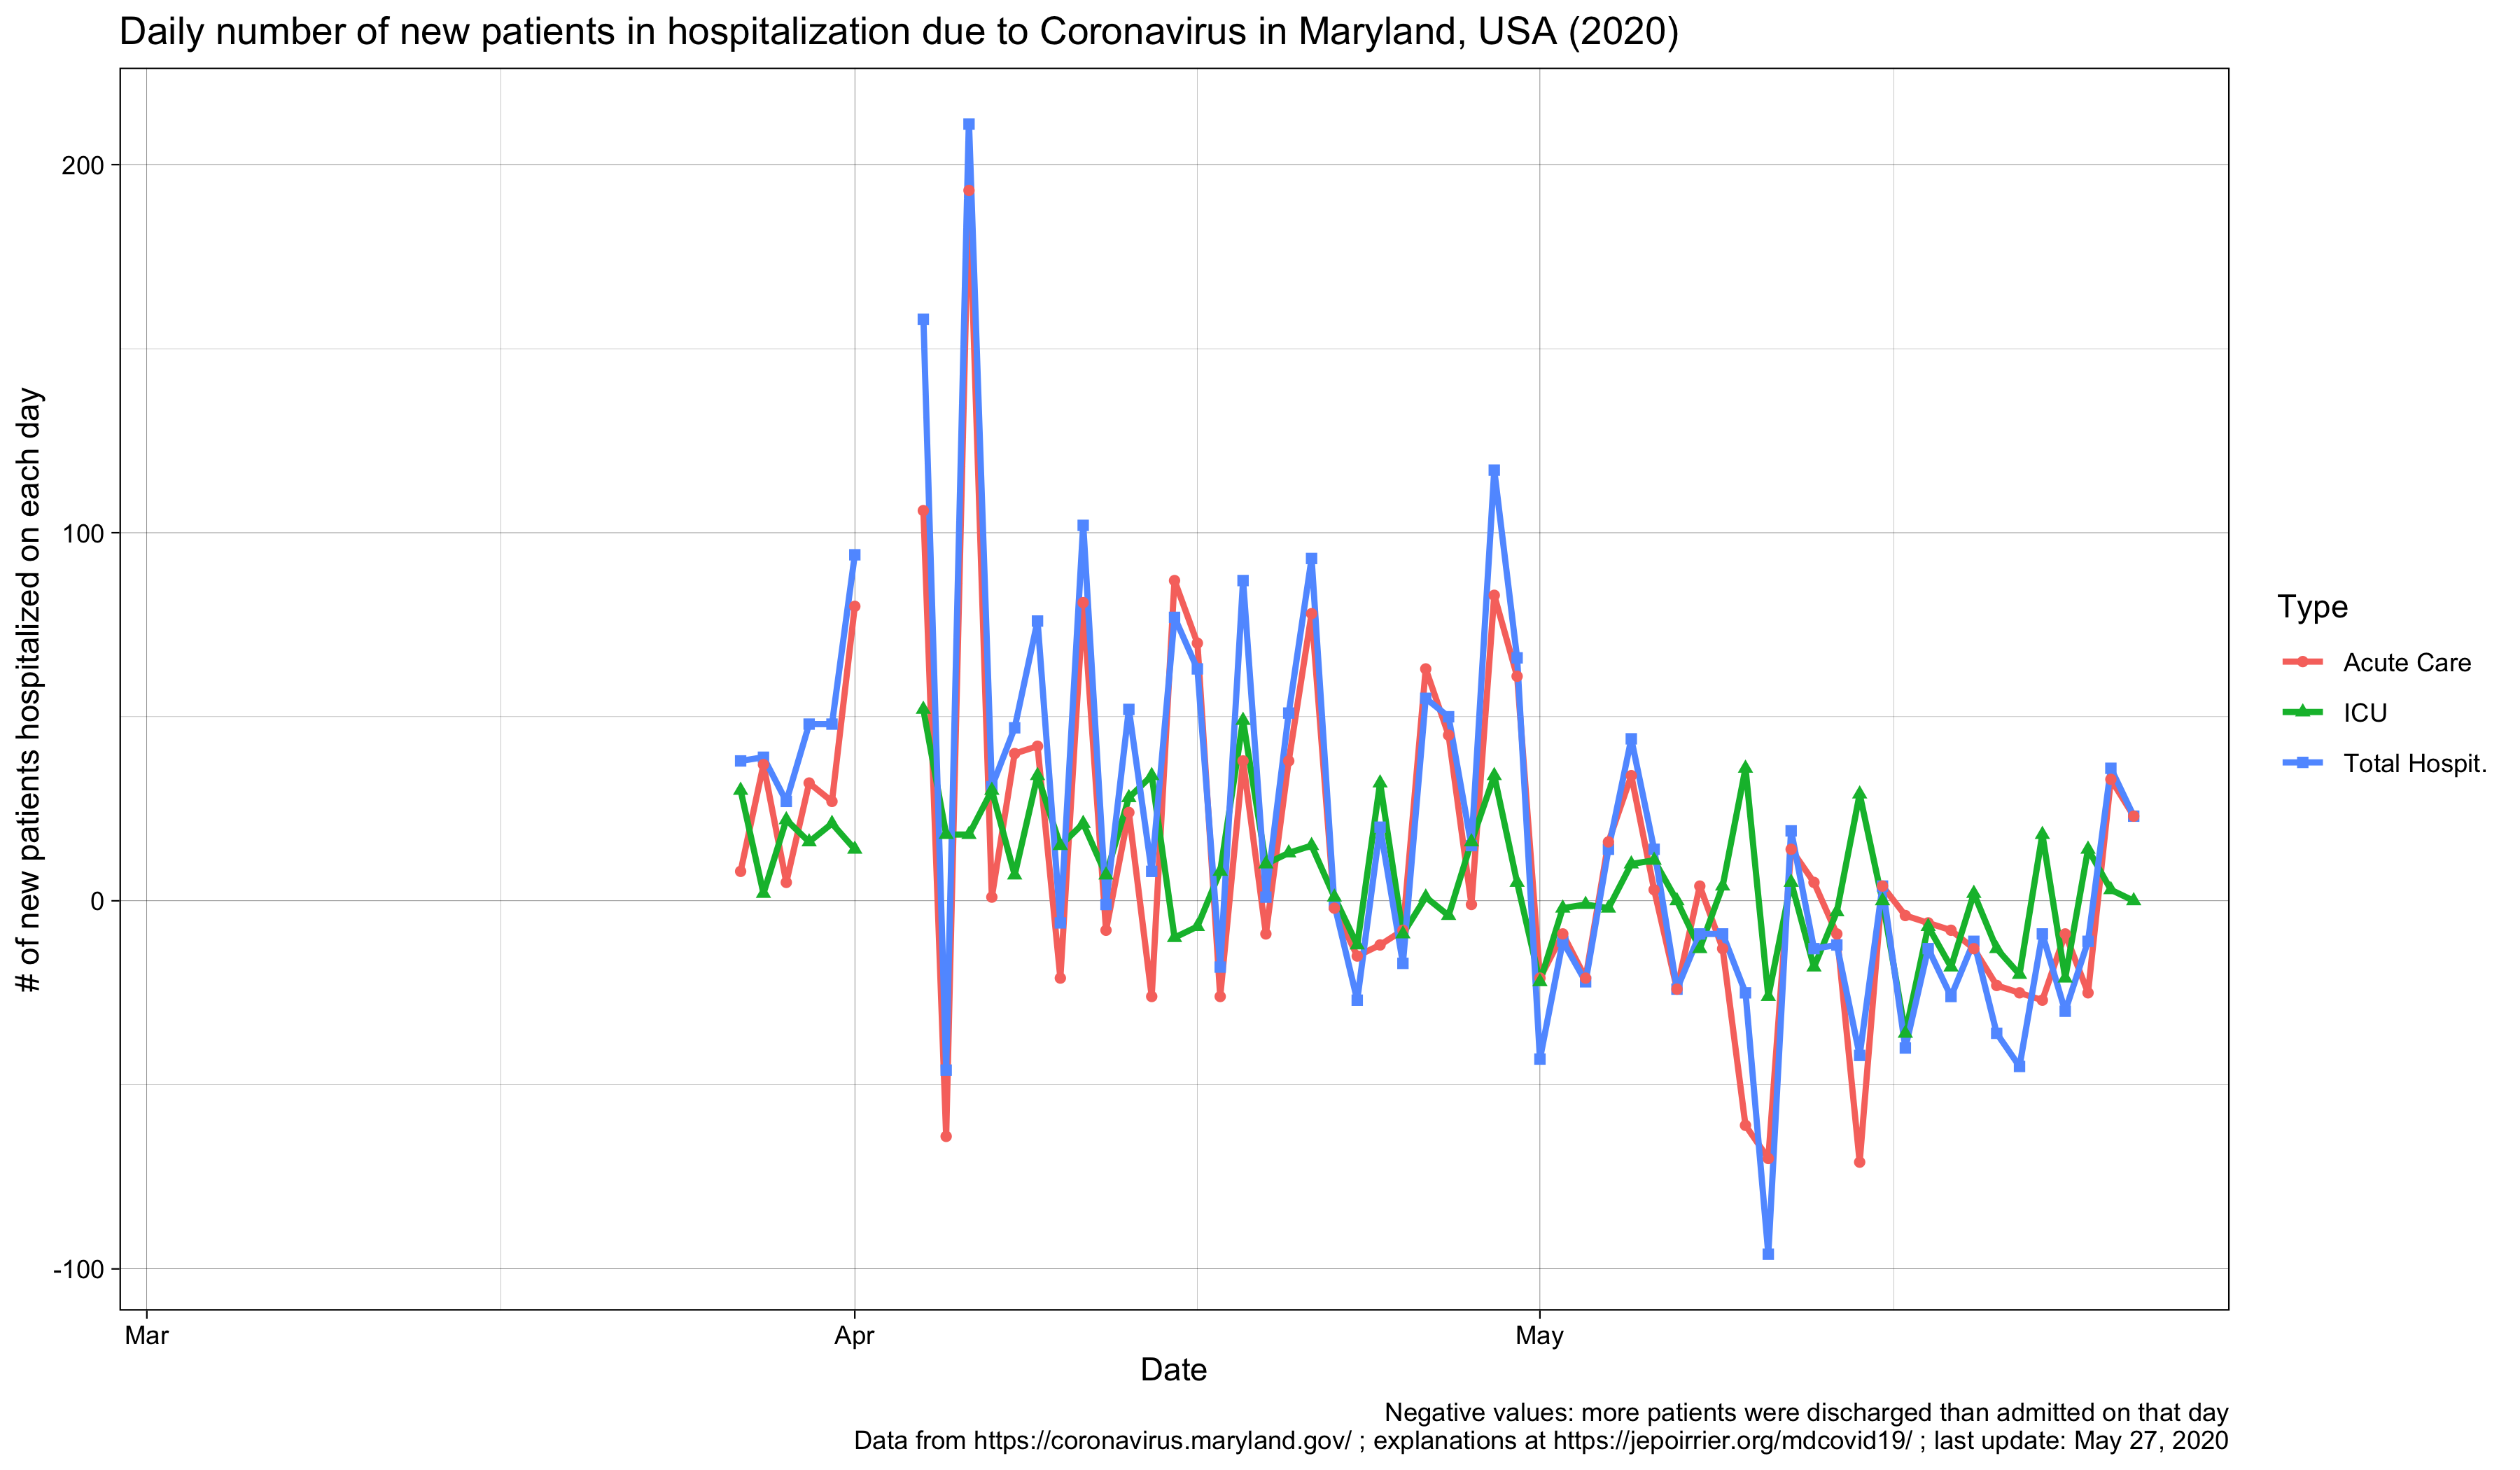 Daily number of new patients in hospitalization due to Coronavirus in Maryland, USA (2020)
# of new patients hospitalized on each day
200
100
0
-100
Mar
Apr
May
Date
Type
Acute Care
ICU
Total Hospit.
Negative values: more patients were discharged than admitted on that day
Data from https://coronavirus.maryland.gov/ ; explanations at https://jepoirrier.org/mdcovid19/ ; last update: May 27, 2020